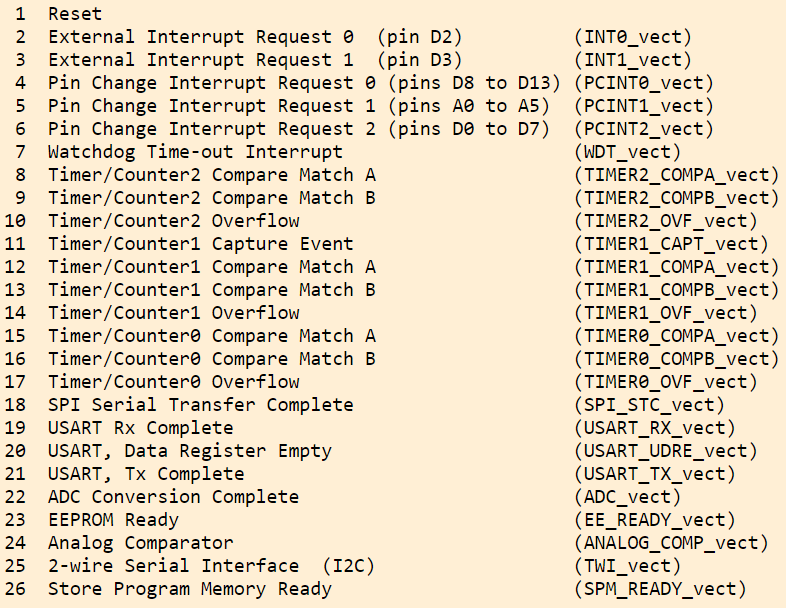 1 Reset
2 External Interrupt Request 0 (pin D2) (INT0_vect)
3 External Interrupt Request 1 (pin D3) (INT1_vect)
4 Pin Change Interrupt Request 0 (pins D8 to D13) (PCINT0_vect)
5 Pin Change Interrupt Request 1 (pins A0 to A5) (PCINT1_vect)
6 Pin Change Interrupt Request 2 (pins D0 to D7) (PCINT2_vect)
7 Watchdog Time-out Interrupt (WDT_vect)
8 Timer/Counter2 Compare Match A (TIMER2_COMPA_vect)
9 Timer/Counter2 Compare Match B (TIMER2_COMPB_vect)
10 Timer/Counter2 Overflow (TIMER2_OVF_vect)
11 Timer/Counter1 Capture Event (TIMER1_CAPT_vect)
12 Timer/Counter1 Compare Match A (TIMER1_COMPA_vect)
13 Timer/Counter1 Compare Match B (TIMER1_COMPB_vect)
14 Timer/Counter1 Overflow (TIMER1_OVF_vect)
15 Timer/Counter0 Compare Match A (TIMER0_COMPA_vect)
16 Timer/Counter0 Compare Match B (TIMER0_COMPB_vect)
17 Timer/Counter0 Overflow (TIMER0_OVF_vect)
18 SPI Serial Transfer Complete (SPI_STC_vect)
19 USART Rx Complete (USART_RX_vect)
20 USART, Data Register Empty (USART_UDRE_vect)
21 USART, Tx Complete (USART_TX_vect)
22 ADC Conversion Complete (ADC_vect)
23 EEPROM Ready (EE_READY_vect)
24 Analog Comparator (ANALOG_COMP_vect)
25 2-wire Serial Interface (I2C) (TWI_vect)
26 Store Program Memory Ready (SPM_READY_vect)